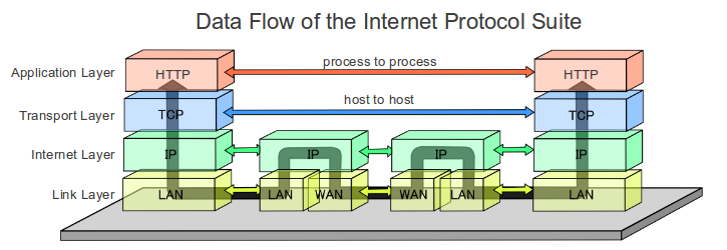 Data Flow of the Internet Protocol Suite
Application Layer HTTP process to process HTTP
Transport Layer TCP host to host TCP
Internet Layer IP IP IP IP
Link Layer LAN LAN WAN WAN LAN LAN